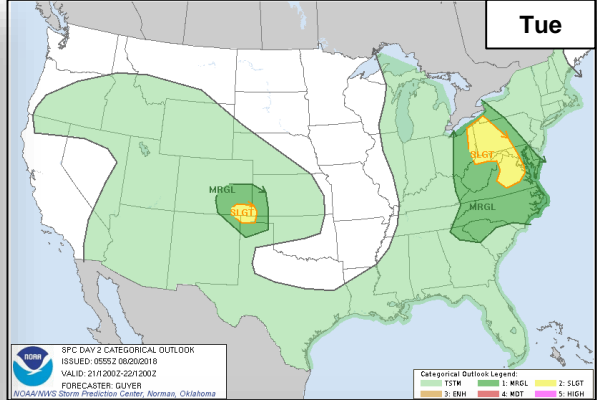 Tue
MRGL
SLGT
SLGT
MRGL
NOAA
SPC DAY 2 CATEGORICAL OUTLOOK
ISSUED: 0555Z 08/20/2018
VALID: 21/1200Z-22/1200Z
FORECASTER: GUYER
NOAA/NWS Storm Prediction Center, Norman, Oklahoma
Categorical Outlook Legend:
TSTM 1: MRGL 2: SLGT
3: ENH 4: MDT 5: HIGH